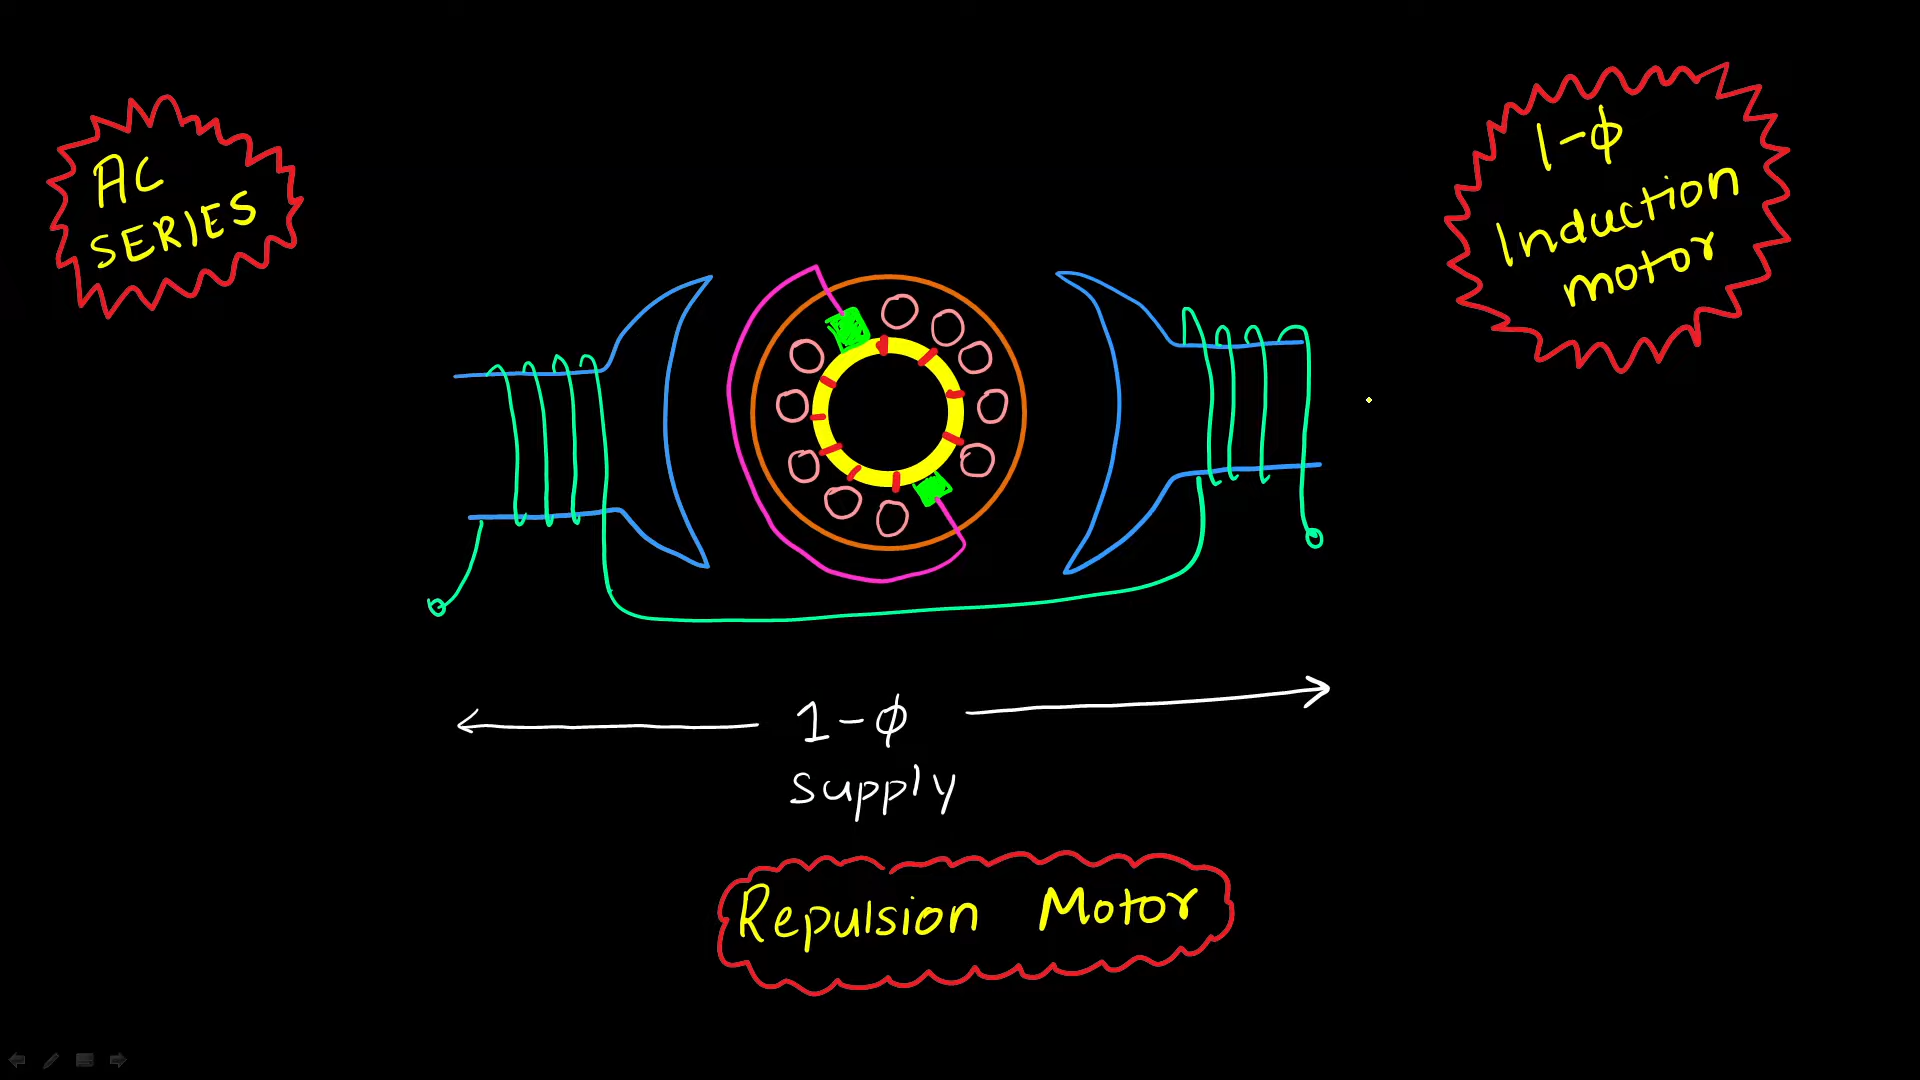 AC
SERIES
1-ϕ
Induction
motor
1-ϕ
supply
Repulsion Motor